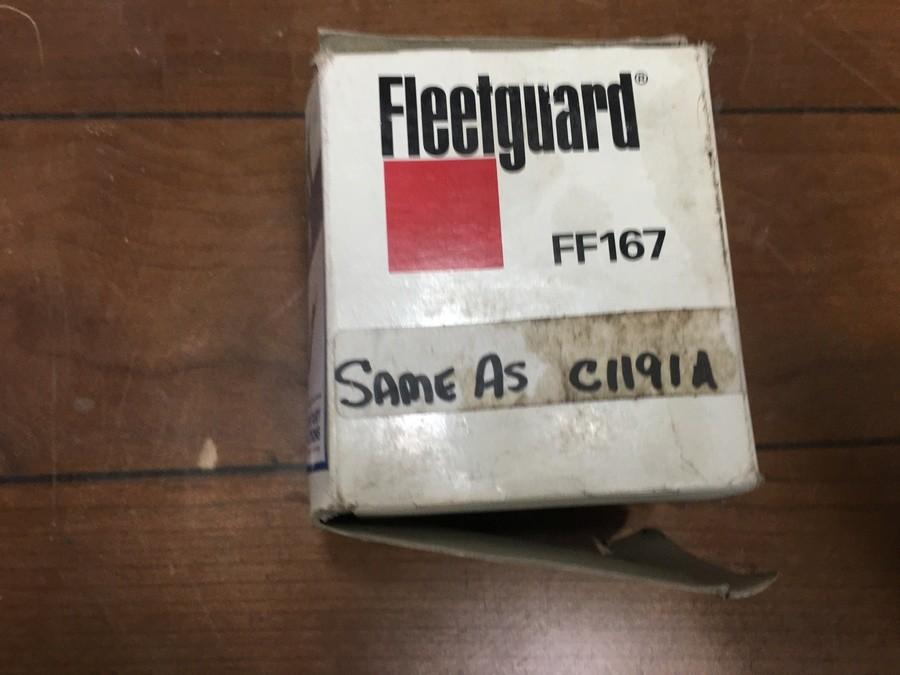 Fleetguard®
FF167
SAME AS C1191A